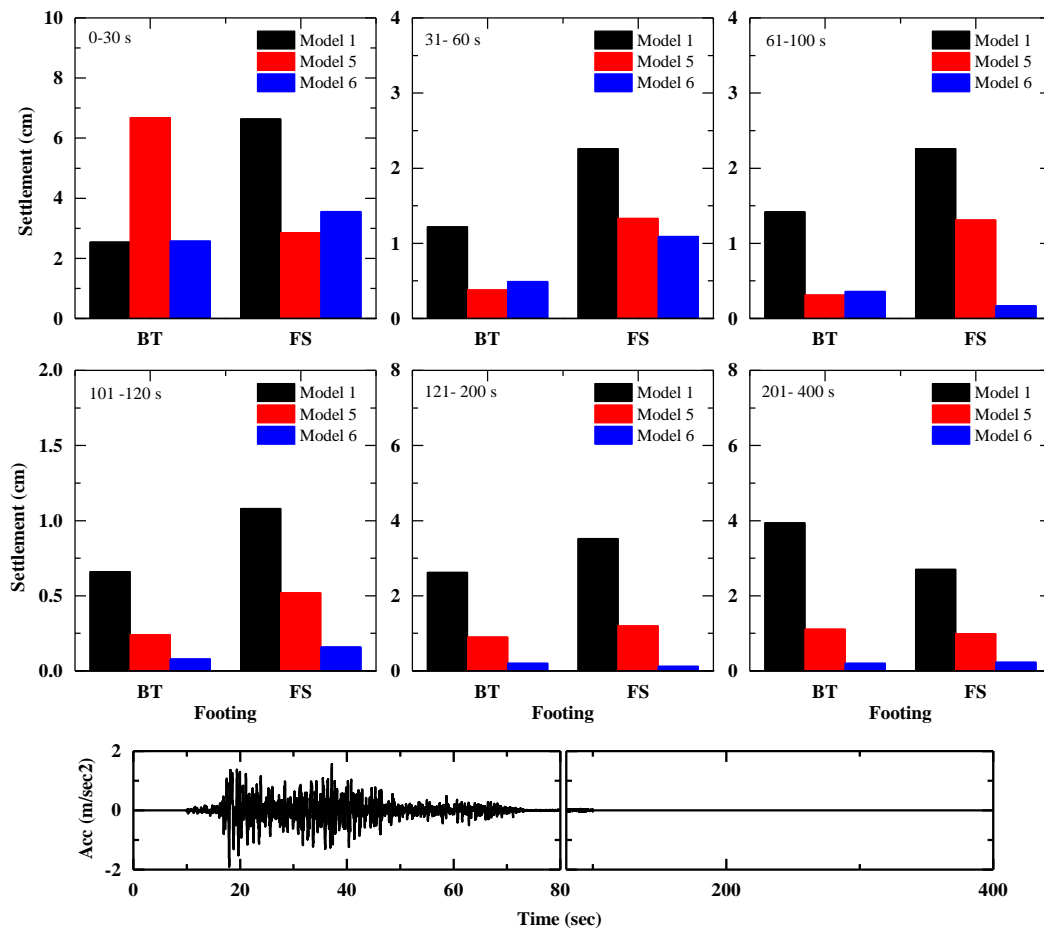 10
8
6
4
2
0
Settlement (cm)
0-30 s
Model 1
Model 5
Model 6
BT
FS
4
3
2
1
0
31- 60 s
Model 1
Model 5
Model 6
BT
FS
4
3
2
1
0
61-100 s
Model 1
Model 5
Model 6
BT
FS
2.0
1.5
1.0
0.5
0.0
Settlement (cm)
101 -120 s
Model 1
Model 5
Model 6
BT
FS
Footing
8
6
4
2
0
121- 200 s
Model 1
Model 5
Model 6
BT
FS
8
6
4
2
0
201- 400 s
Model 1
Model 5
Model 6
BT
FS
Footing
2
0
-2
Acc (m/sec2)
0
20
40
60
80
200
400
Time (sec)